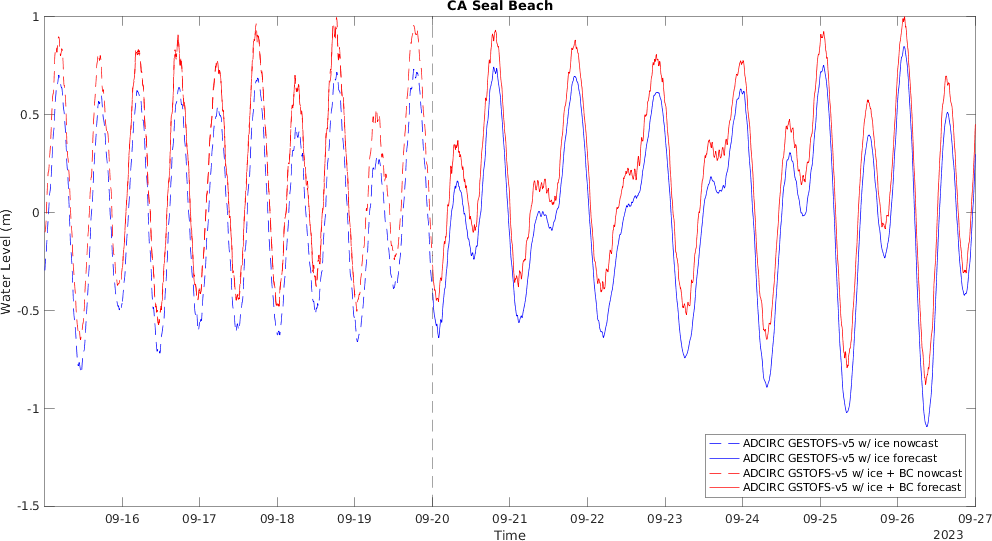 CA Seal Beach
1
0.5
0
-0.5
-1
-1.5
Water Level (m)
ADCIRC GESTOFS-v5 w/ ice nowcast
ADCIRC GESTOFS-v5 w/ ice forecast
ADCIRC GSTOFS-v5 w/ ice + BC nowcast
ADCIRC GSTOFS-v5 w/ ice + BC forecast
09-16 09-17 09-18 09-19 09-20 09-21 09-22 09-23 09-24 09-25 09-26 09-27
Time
2023